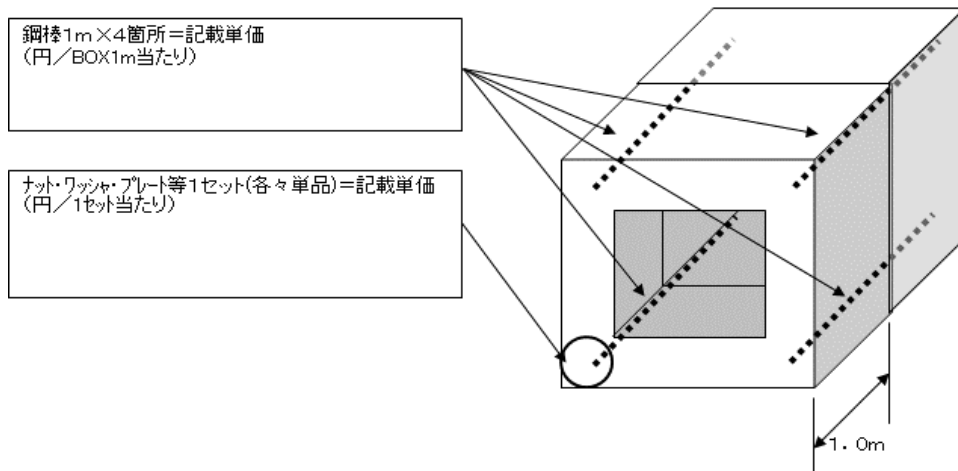 鋼棒1m×4箇所=記載単価
(円/BOX1m当たり)
ナット・ワッシャ・プレート等1セット(各々単品)=記載単価
(円/1セット当たり)
1.0m